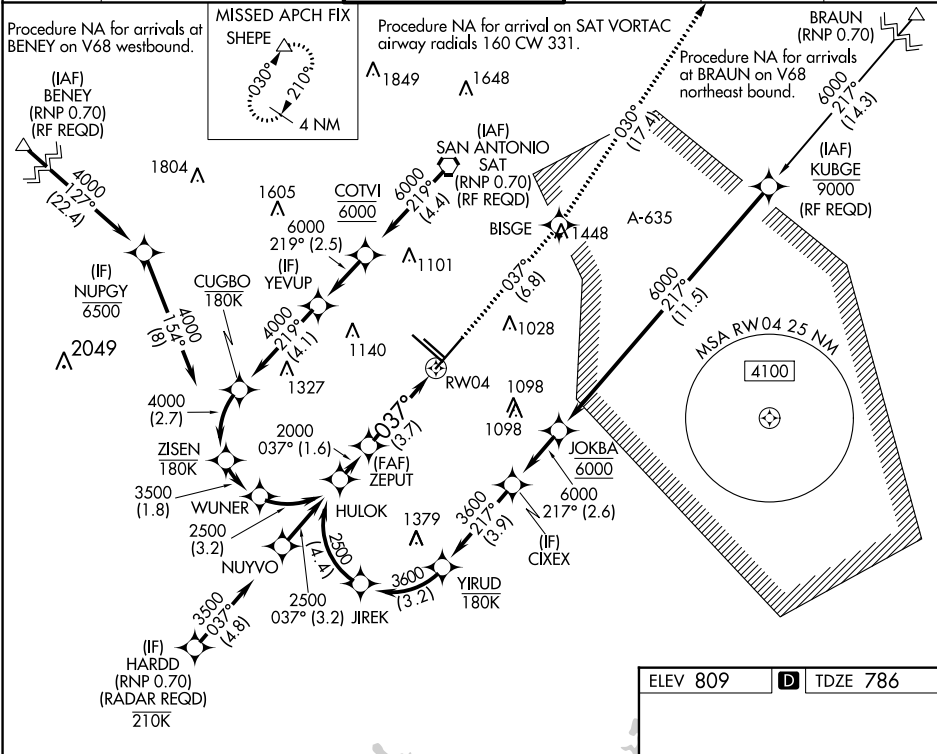 Procedure NA for arrivals at
BENEY on V68 westbound.
MISSED APCH FIX
SHEPE
030°
210°
4 NM
Procedure NA for arrival on SAT VORTAC
airway radials 160 CW 331.
BRAUN
(RNP 0.70)
Procedure NA for arrivals
at BRAUN on V68
northeast bound.
(IAF)
BENEY
(RNP 0.70)
(RF REQD)
1849
1648
030°
(17.4)
6000
217°
(14.3)
1804
(IAF)
SAN ANTONIO
SAT
(RNP 0.70)
(RF REQD)
(IAF)
KUBGE
9000
(RF REQD)
4000
127°
(22.4)
1605
COTVI
6000
6000
219°
(4.4)
6000
219° (2.5)
BISGE
1448
A-635
(IF)
YEVUP
1101
(IF)
NUPGY
6500
CUGBO
180K
037°
(6.8)
6000
217°
(11.5)
4000
154°
(8)
4000
219°
(4.1)
1140
1028
MSA RW04 25 NM
4100
2049
1327
RW04
4000
(2.7)
2000
037° (1.6)
037°
(3.7)
1098
1098
ZISEN
180K
(FAF)
ZEPUT
JOKBA
6000
3500
(1.8)
WUNER
HULOK
6000
217° (2.6)
2500
(3.2)
1379
3600
217°
(3.9)
(IF)
CIXEX
NUYVO
2500
(4.4)
3600
(3.2)
YIRUD
180K
2500
037° (3.2)
JIREK
3500
037°
(4.8)
(IF)
HARDD
(RNP 0.70)
(RADAR REQD)
210K
ELEV 809
D
TDZE 786